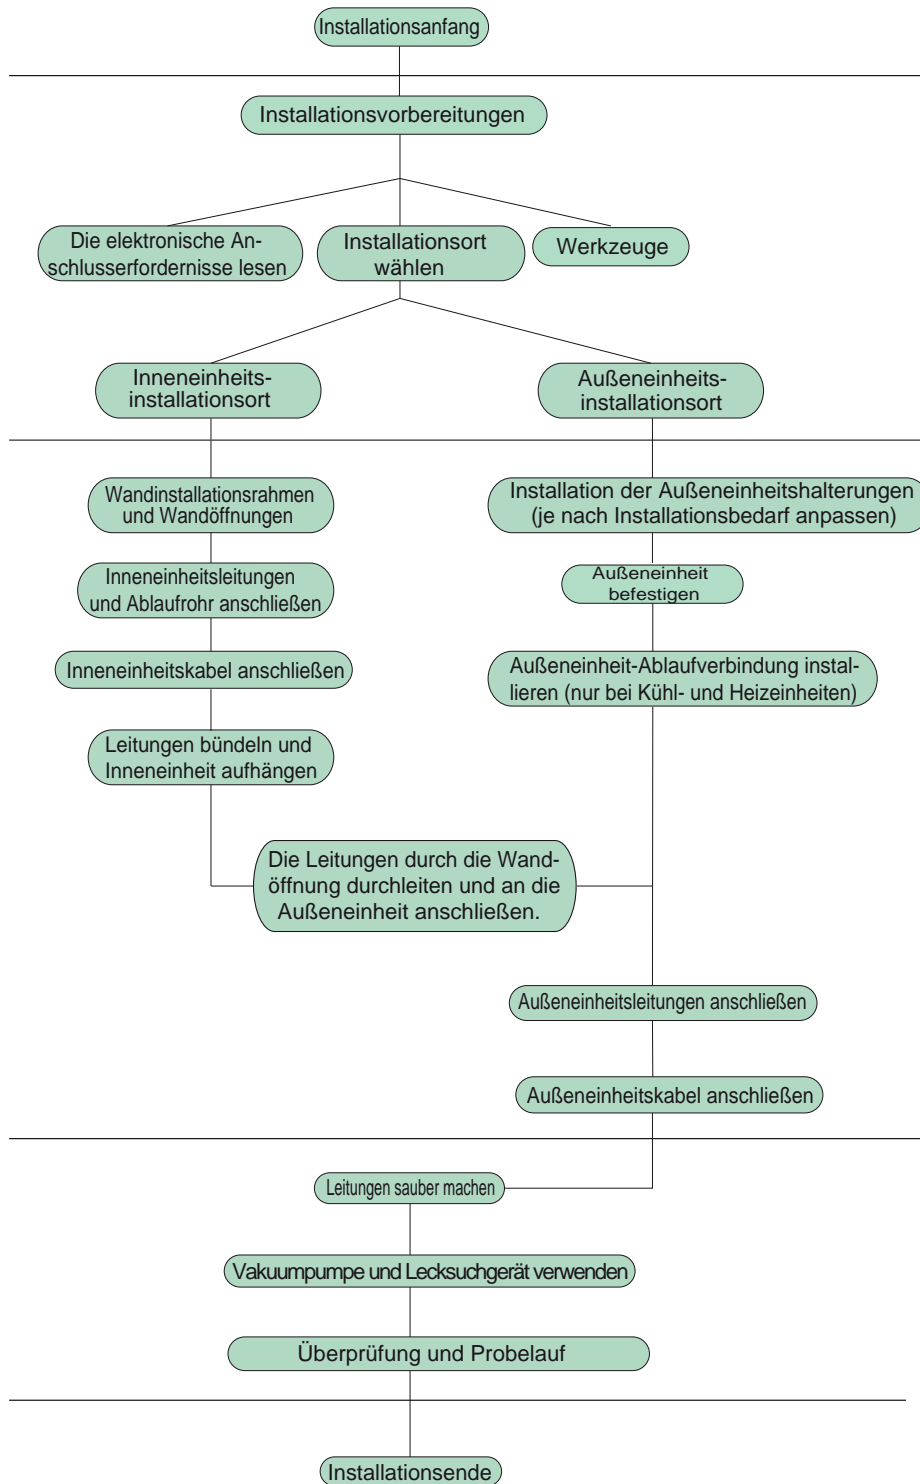 Installationsanfang
Installationsvorbereitungen
Die elektronische An-
schlusserfordernisse lesen
Installationsort
wählen
Werkzeuge
Inneneinheits-
installationsort
Außeneinheits-
installationsort
Wandinstallationsrahmen
und Wandöffnungen
Installation der Außeneinheitshalterungen
(je nach Installationsbedarf anpassen)
Inneneinheitsleitungen
und Ablaufrohr anschließen
Außeneinheit
befestigen
Inneneinheitskabel anschließen
Außeneinheit-Ablaufverbindung instal-
lieren (nur bei Kühl- und Heizeinheiten)
Leitungen bündeln und
Inneneinheit aufhängen
Die Leitungen durch die Wand-
öffnung durchleiten und an die
Außeneinheit anschließen.
Außeneinheitsleitungen anschließen
Außeneinheitskabel anschließen
Leitungen sauber machen
Vakuumpumpe und Lecksuchgerät verwenden
Überprüfung und Probelauf
Installationsende